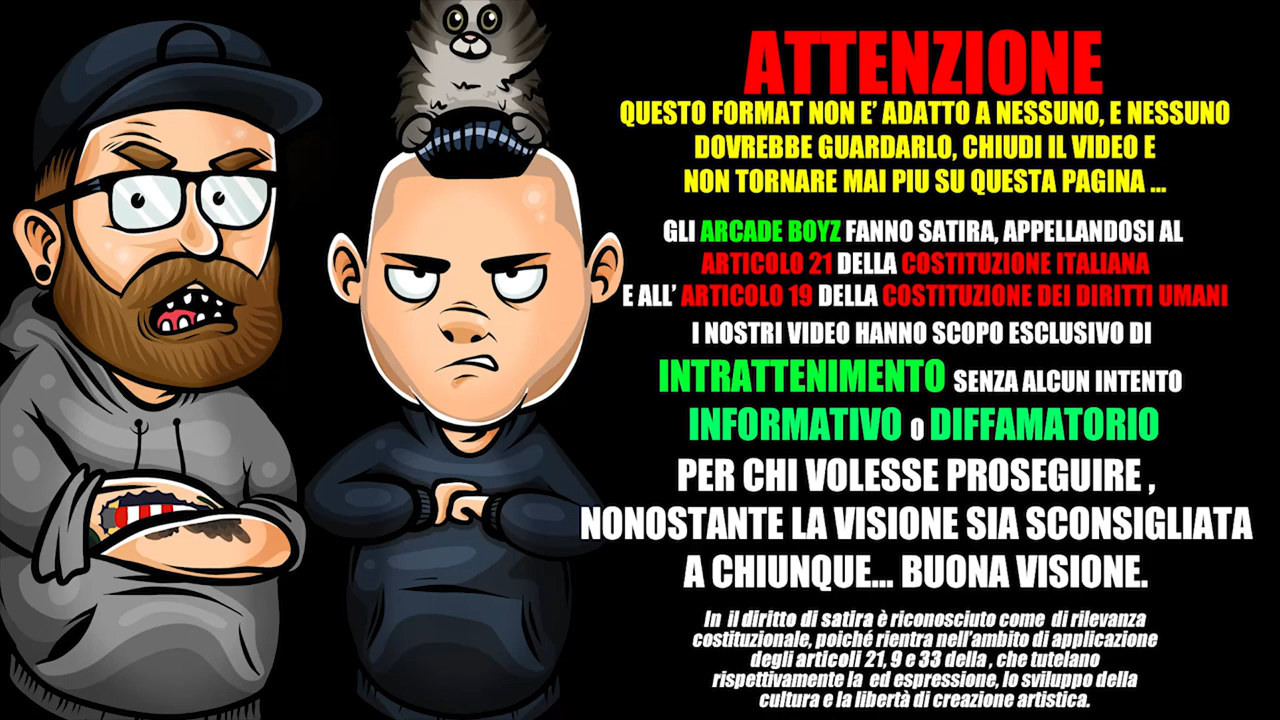 ATTENZIONE
QUESTO FORMAT NON E' ADATTO A NESSUNO, E NESSUNO
DOVREBBE GUARDARLO, CHIUDI IL VIDEO E
NON TORNARE MAI PIU SU QUESTA PAGINA ...
GLI ARCADE BOYZ FANNO SATIRA, APPELLANDOSI AL
ARTICOLO 21 DELLA COSTITUZIONE ITALIANA
E ALL' ARTICOLO 19 DELLA COSTITUZIONE DEI DIRITTI UMANI
I NOSTRI VIDEO HANNO SCOPO ESCLUSIVO DI
INTRATTENIMENTO SENZA ALCUN INTENTO
INFORMATIVO O DIFFAMATORIO
PER CHI VOLESSE PROSEGUIRE ,
NONOSTANTE LA VISIONE SIA SCONSIGLIATA
A CHIUNQUE... BUONA VISIONE.
In il diritto di satira è riconosciuto come di rilevanza
costituzionale, poiché rientra nell'ambito di applicazione
degli articoli 21, 9 e 33 della , che tutelano
rispettivamente la ed espressione, lo sviluppo della
cultura e la libertà di creazione artistica.